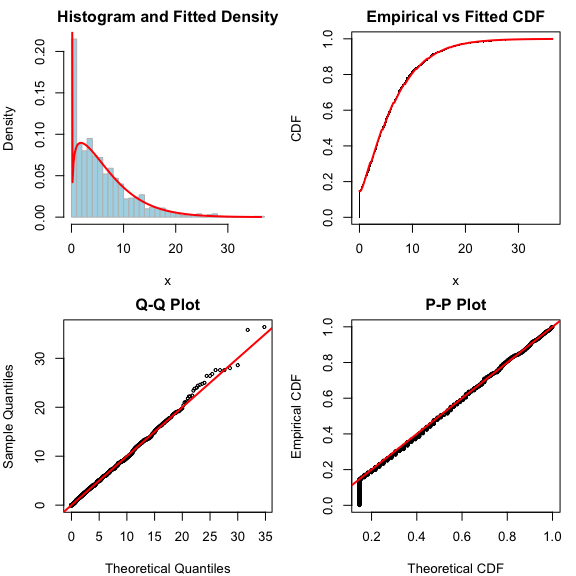 Histogram and Fitted Density
Density
0.00 0.05 0.10 0.15 0.20
0 10 20 30
x
Empirical vs Fitted CDF
CDF
0.0 0.2 0.4 0.6 0.8 1.0
0 10 20 30
x
Q-Q Plot
Sample Quantiles
0 10 20 30
0 5 10 15 20 25 30 35
Theoretical Quantiles
P-P Plot
Empirical CDF
0.0 0.2 0.4 0.6 0.8 1.0
0.2 0.4 0.6 0.8 1.0
Theoretical CDF